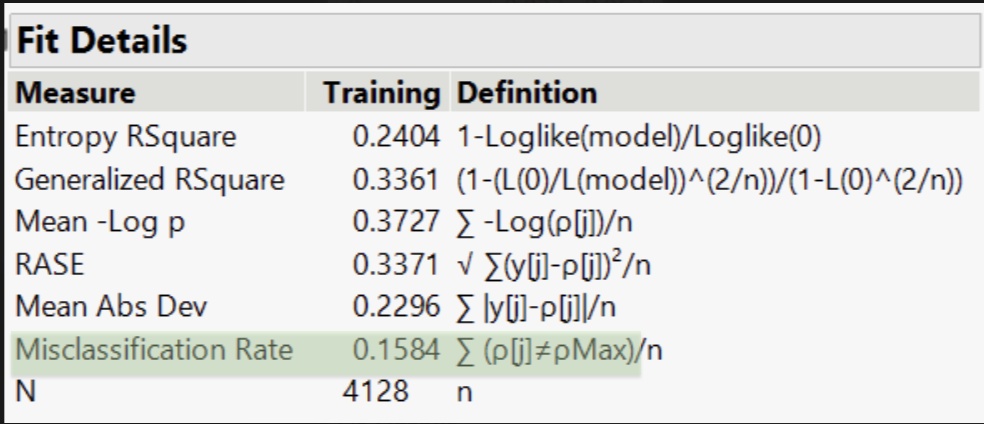 Fit Details
Measure Training Definition
Entropy RSquare 0.2404 1-Loglike(model)/Loglike(0)
Generalized RSquare 0.3361 (1-(L(0)/L(model))^(2/n))/(1-L(0)^(2/n))
Mean -Log p 0.3727 ∑ -Log(ρ[j])/n
RASE 0.3371 √ ∑(y[j]-ρ[j])²/n
Mean Abs Dev 0.2296 ∑ |y[j]-ρ[j]|/n
Misclassification Rate 0.1584 ∑ (ρ[j]≠ρMax)/n
N 4128 n